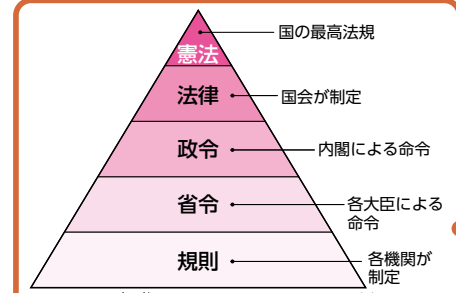 国の最高法規
憲法
法律
国会が制定
政令
内閣による命令
省令
各大臣による
命令
規則
各機関が
制定